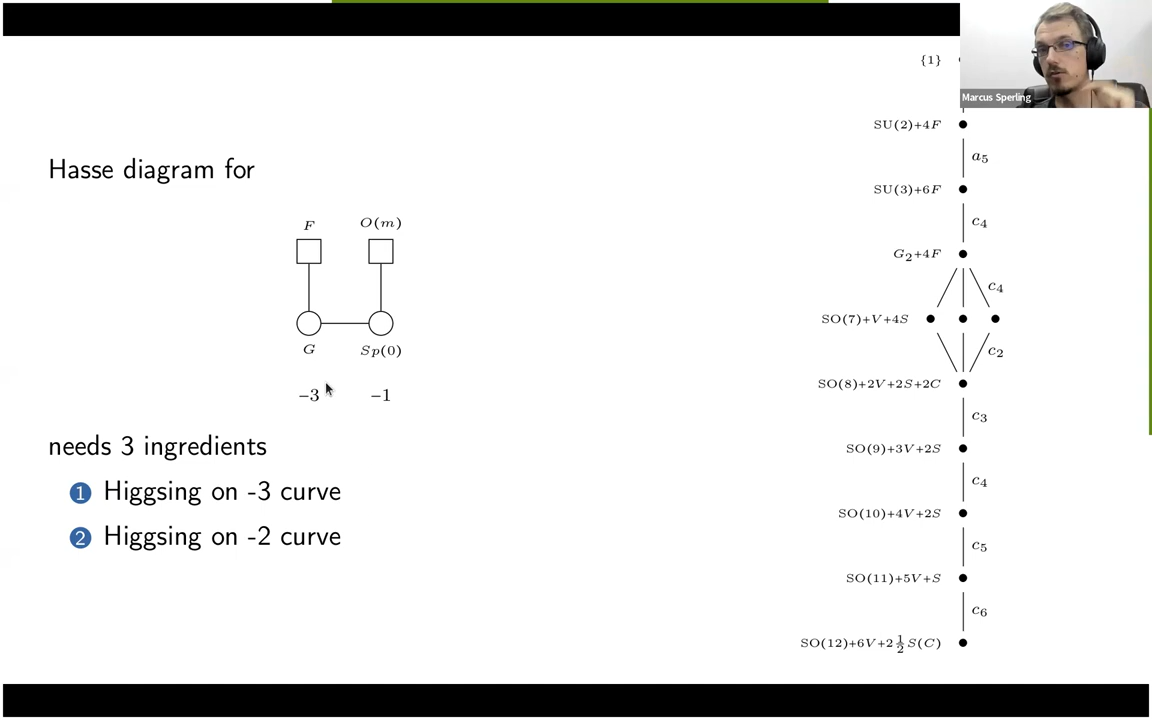 {1}
Marcus Sperling
SU(2)+4F
a₅
Hasse diagram for
SU(3)+6F
F O(m)
c₄
G₂+4F
c₄
SO(7)+V+4S
G Sp(0)
c₂
SO(8)+2V+2S+2C
−3 −1
c₃
needs 3 ingredients
SO(9)+3V+2S
c₄
1 Higgsing on -3 curve
SO(10)+4V+2S
2 Higgsing on -2 curve
c₅
SO(11)+5V+S
c₆
SO(12)+6V+2½S(C)